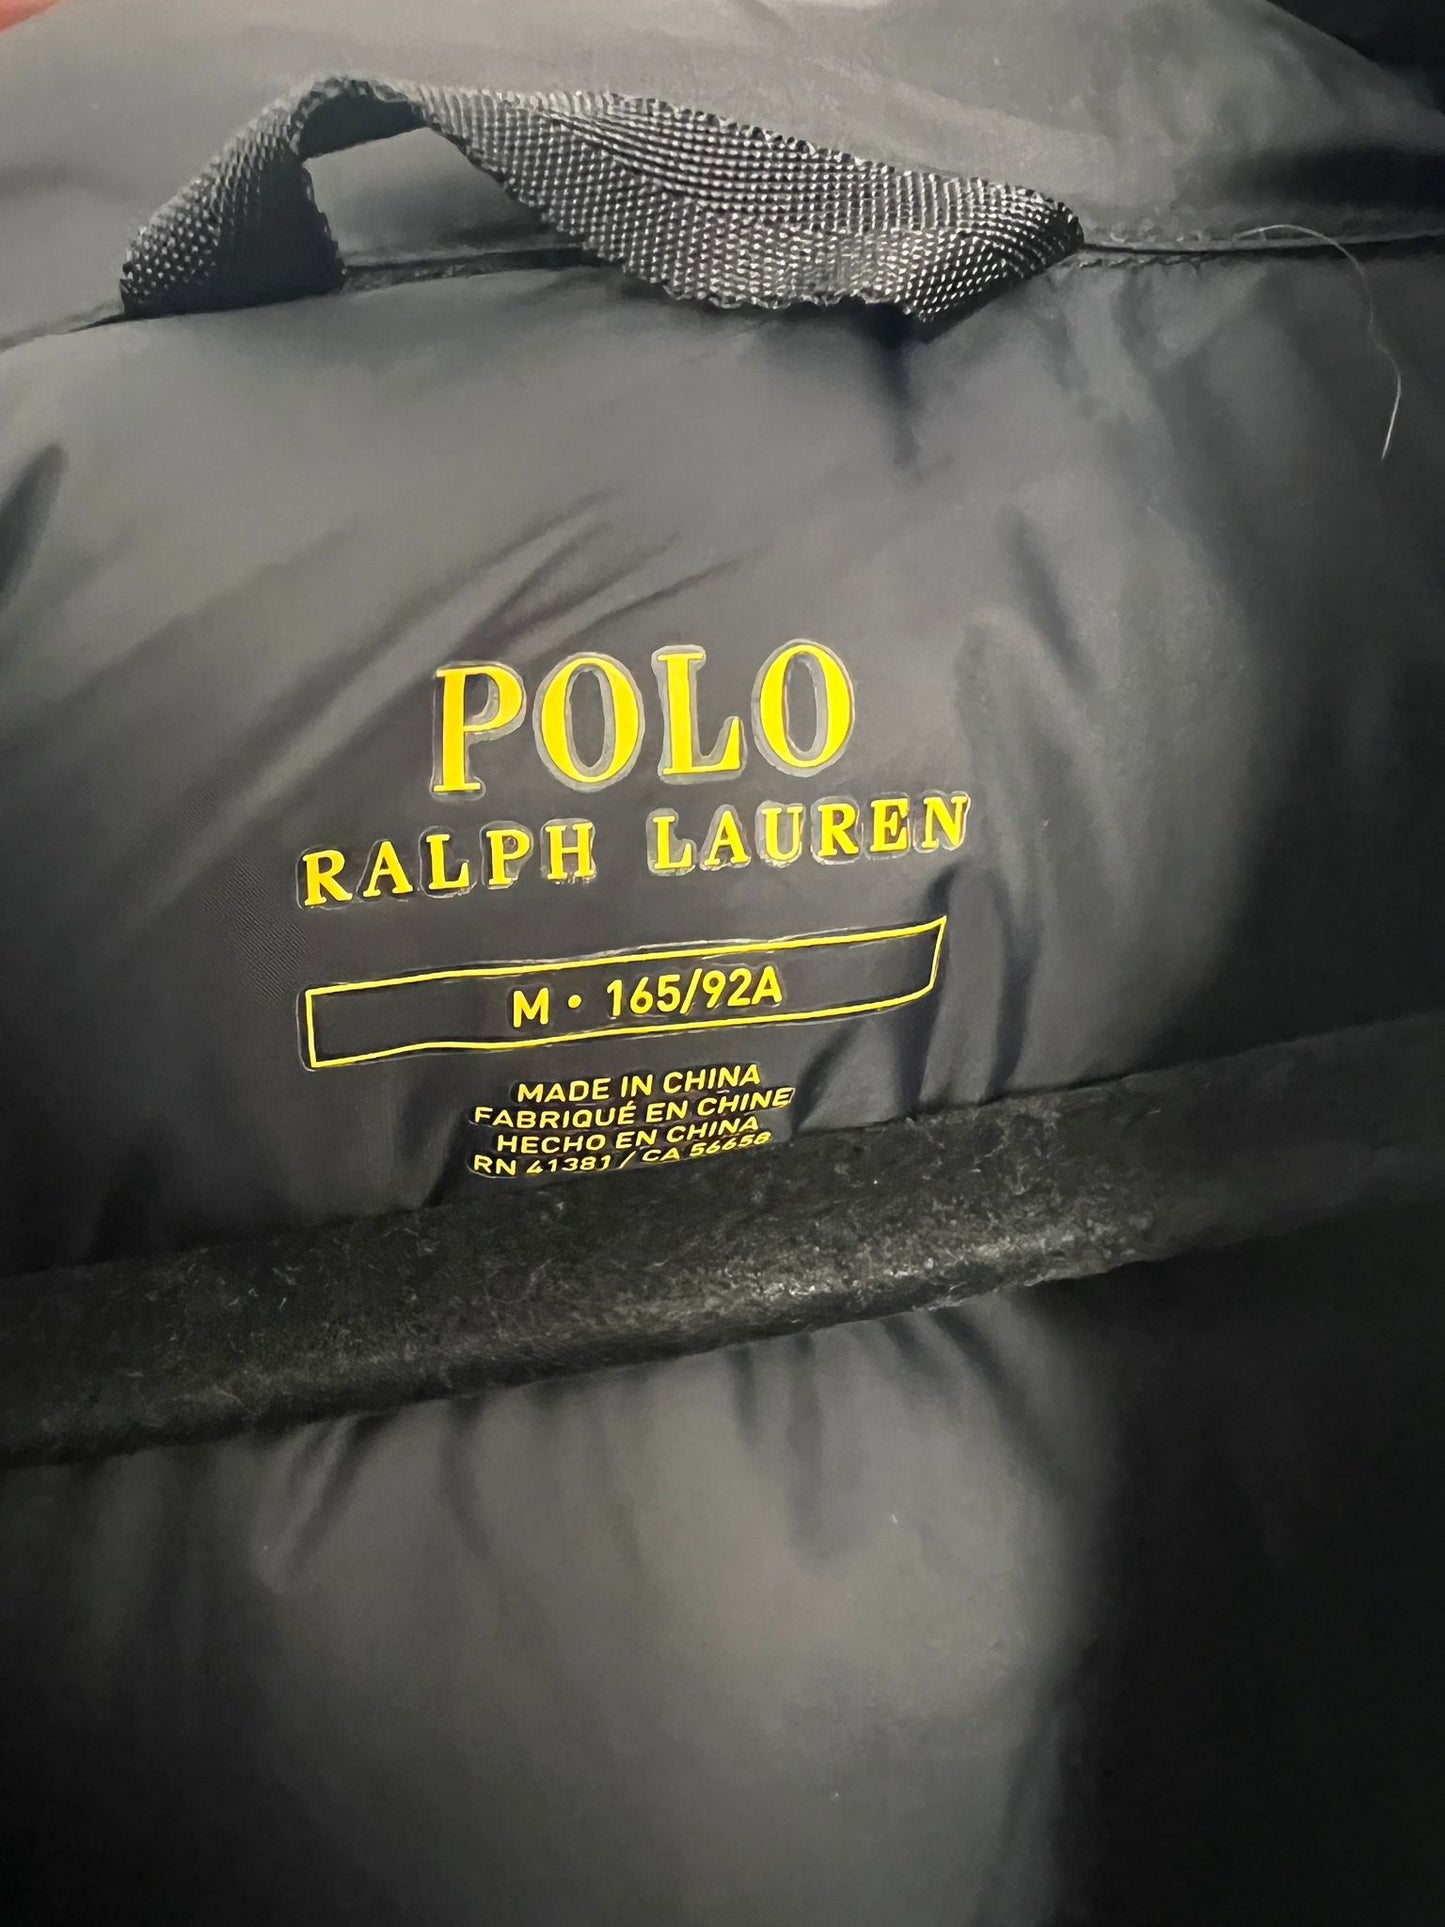 POLO
RALPH LAUREN
M • 165/92A
MADE IN CHINA
FABRIQUÉ EN CHINE
HECHO EN CHINA
RN 41381 / CA 56658